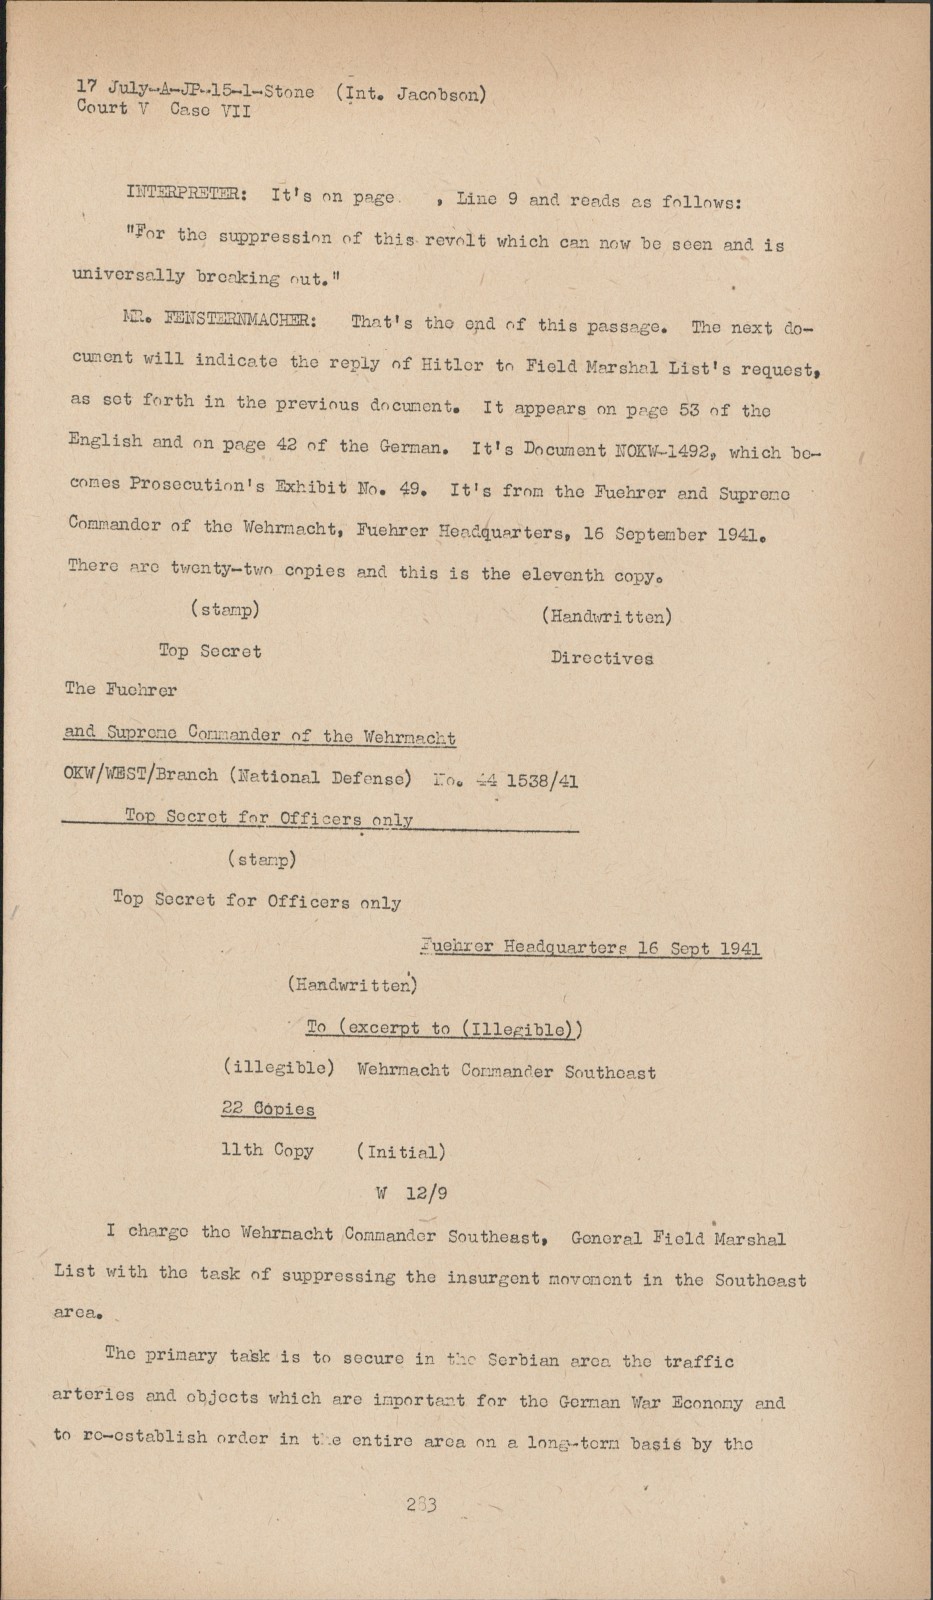 17 July-A-JP-15-1-Stone (Int. Jacobson)
Court V Case VII
INTERPRETER: It's on page , Line 9 and reads as follows:
"For the suppression of this revolt which can now be seen and is
universally breaking out."
MR. FENSTERNMACHER: That's the end of this passage. The next do-
cument will indicate the reply of Hitler to Field Marshal List's request,
as set forth in the previous document. It appears on page 53 of the
English and on page 42 of the German. It's Document NOKW-1492, which be-
comes Prosecution's Exhibit No. 49. It's from the Fuehrer and Supreme
Commander of the Wehrmacht, Fuehrer Headquarters, 16 September 1941.
There are twenty-two copies and this is the eleventh copy.
(stamp) (Handwritten)
Top Secret Directives
The Fuehrer
and Supreme Commander of the Wehrmacht
OKW/WEST/Branch (National Defense) No. 44 1538/41
Top Secret for Officers only
(stamp)
Top Secret for Officers only
Fuehrer Headquarters 16 Sept 1941
(Handwritten)
To (excerpt to (Illegible))
(illegible) Wehrmacht Commander Southeast
22 Copies
11th Copy (Initial)
W 12/9
I charge the Wehrmacht Commander Southeast, General Field Marshal
List with the task of suppressing the insurgent movement in the Southeast
area.
The primary task is to secure in the Serbian area the traffic
arteries and objects which are important for the German War Economy and
to re-establish order in the entire area on a long-term basis by the
283